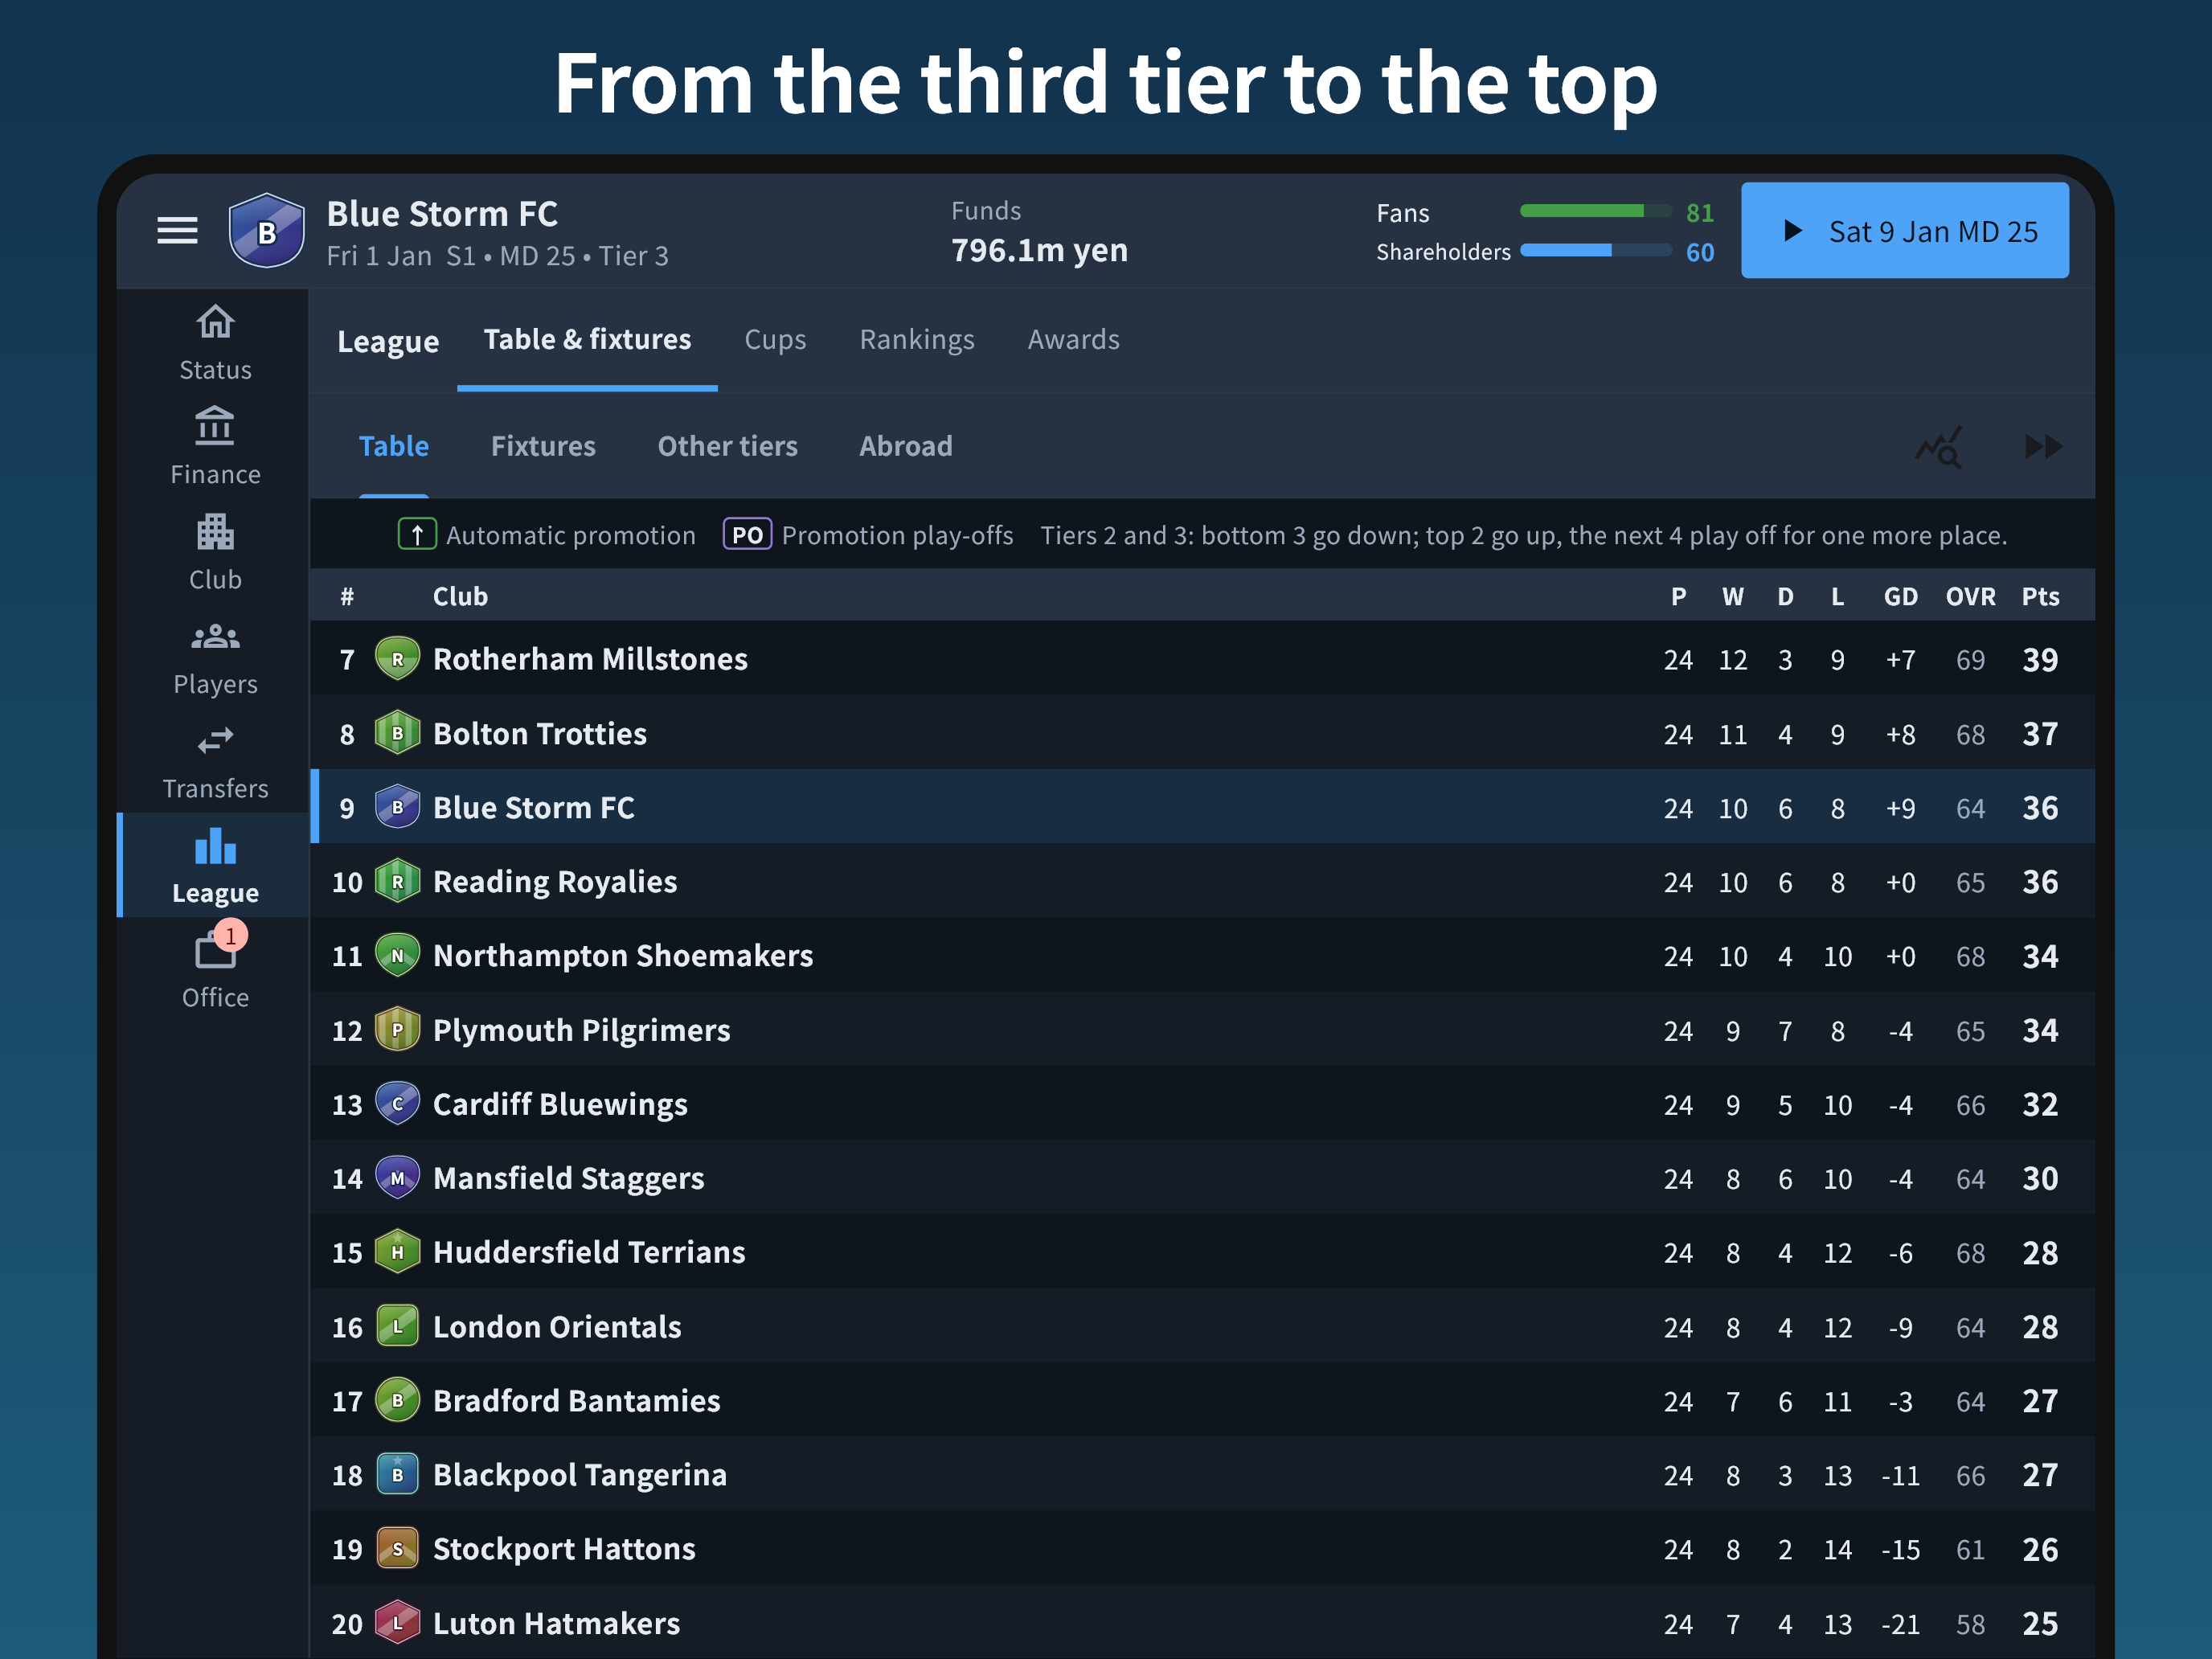 From the third tier to the top
B
Blue Storm FC
Fri 1 Jan S1 • MD 25 • Tier 3
Funds
796.1m yen
Fans 81
Shareholders 60
Sat 9 Jan MD 25
Status
Finance
Club
Players
Transfers
League
1
Office
League Table & fixtures Cups Rankings Awards
Table Fixtures Other tiers Abroad
↑ Automatic promotion PO Promotion play-offs Tiers 2 and 3: bottom 3 go down; top 2 go up, the next 4 play off for one more place.
# Club P W D L GD OVR Pts
7 R Rotherham Millstones 24 12 3 9 +7 69 39
8 B Bolton Trotties 24 11 4 9 +8 68 37
9 B Blue Storm FC 24 10 6 8 +9 64 36
10 R Reading Royalies 24 10 6 8 +0 65 36
11 N Northampton Shoemakers 24 10 4 10 +0 68 34
12 P Plymouth Pilgrimers 24 9 7 8 -4 65 34
13 C Cardiff Bluewings 24 9 5 10 -4 66 32
14 M Mansfield Staggers 24 8 6 10 -4 64 30
15 H Huddersfield Terrians 24 8 4 12 -6 68 28
16 L London Orientals 24 8 4 12 -9 64 28
17 B Bradford Bantamies 24 7 6 11 -3 64 27
18 B Blackpool Tangerina 24 8 3 13 -11 66 27
19 S Stockport Hattons 24 8 2 14 -15 61 26
20 L Luton Hatmakers 24 7 4 13 -21 58 25